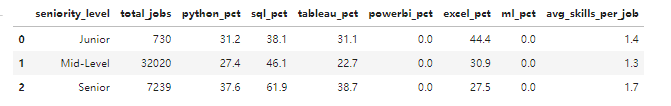 seniority_level total_jobs python_pct sql_pct tableau_pct powerbi_pct excel_pct ml_pct avg_skills_per_job
0 Junior 730 31.2 38.1 31.1 0.0 44.4 0.0 1.4
1 Mid-Level 32020 27.4 46.1 22.7 0.0 30.9 0.0 1.3
2 Senior 7239 37.6 61.9 38.7 0.0 27.5 0.0 1.7